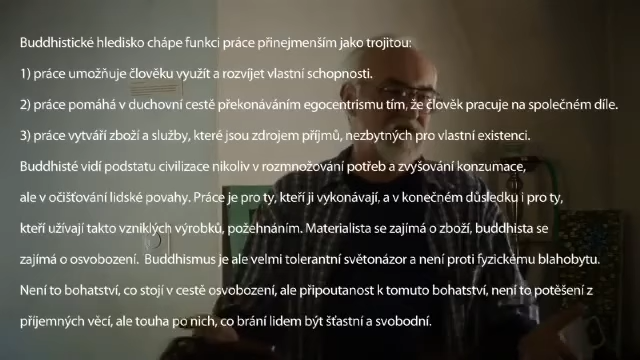 Buddhistické hledisko chápe funkci práce přinejmenším jako trojitou:
1) práce umožňuje člověku využít a rozvíjet vlastní schopnosti.
2) práce pomáhá v duchovní cestě překonáváním egocentrismu tím, že člověk pracuje na společném díle.
3) práce vytváří zboží a služby, které jsou zdrojem příjmů, nezbytných pro vlastní existenci.
Buddhisté vidí podstatu civilizace nikoliv v rozmnožování potřeb a zvyšování konzumace,
ale v očišťování lidské povahy. Práce je pro ty, kteří ji vykonávají, a v konečném důsledku i pro ty,
kteří užívají takto vzniklých výrobků, požehnáním. Materialista se zajímá o zboží, buddhista se
zajímá o osvobození. Buddhismus je ale velmi tolerantní světonázor a není proti fyzickému blahobytu.
Není to bohatství, co stojí v cestě osvobození, ale připoutanost k tomuto bohatství, není to potěšení z
příjemných věcí, ale touha po nich, co brání lidem být šťastní a svobodní.